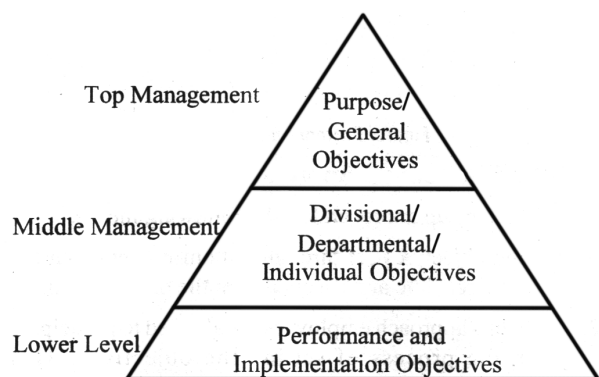 Top Management
Purpose/
General
Objectives
Middle Management
Divisional/
Departmental/
Individual Objectives
Lower Level
Performance and
Implementation Objectives